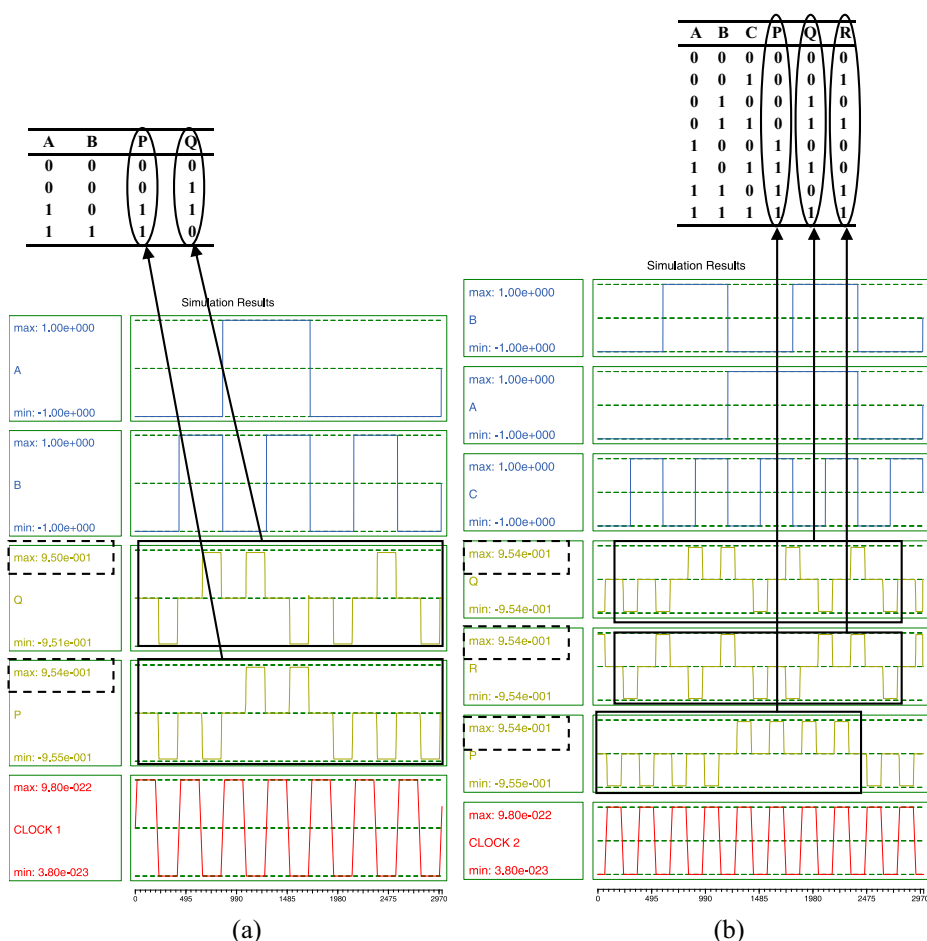 A B P Q
0 0 0 0
0 0 0 1
1 0 1 1
1 1 1 0
Simulation Results
max: 1.00e+000
A
min: -1.00e+000
max: 1.00e+000
B
min: -1.00e+000
max: 9.50e-001
Q
min: -9.51e-001
max: 9.54e-001
P
min: -9.55e-001
max: 9.80e-022
CLOCK 1
min: 3.80e-023
0 495 990 1485 1980 2475 2970
(a)
A B C P Q R
0 0 0 0 0 0
0 0 1 0 0 1
0 1 0 0 1 0
0 1 1 0 1 1
1 0 0 1 1 0
1 0 1 1 0 0
1 1 0 1 0 1
1 1 1 1 1 1
Simulation Results
max: 1.00e+000
B
min: -1.00e+000
max: 1.00e+000
A
min: -1.00e+000
max: 1.00e+000
C
min: -1.00e+000
max: 9.54e-001
Q
min: -9.54e-001
max: 9.54e-001
R
min: -9.54e-001
max: 9.54e-001
P
min: -9.55e-001
max: 9.80e-022
CLOCK 2
min: 3.80e-023
0 495 990 1485 1980 2475 2970
(b)